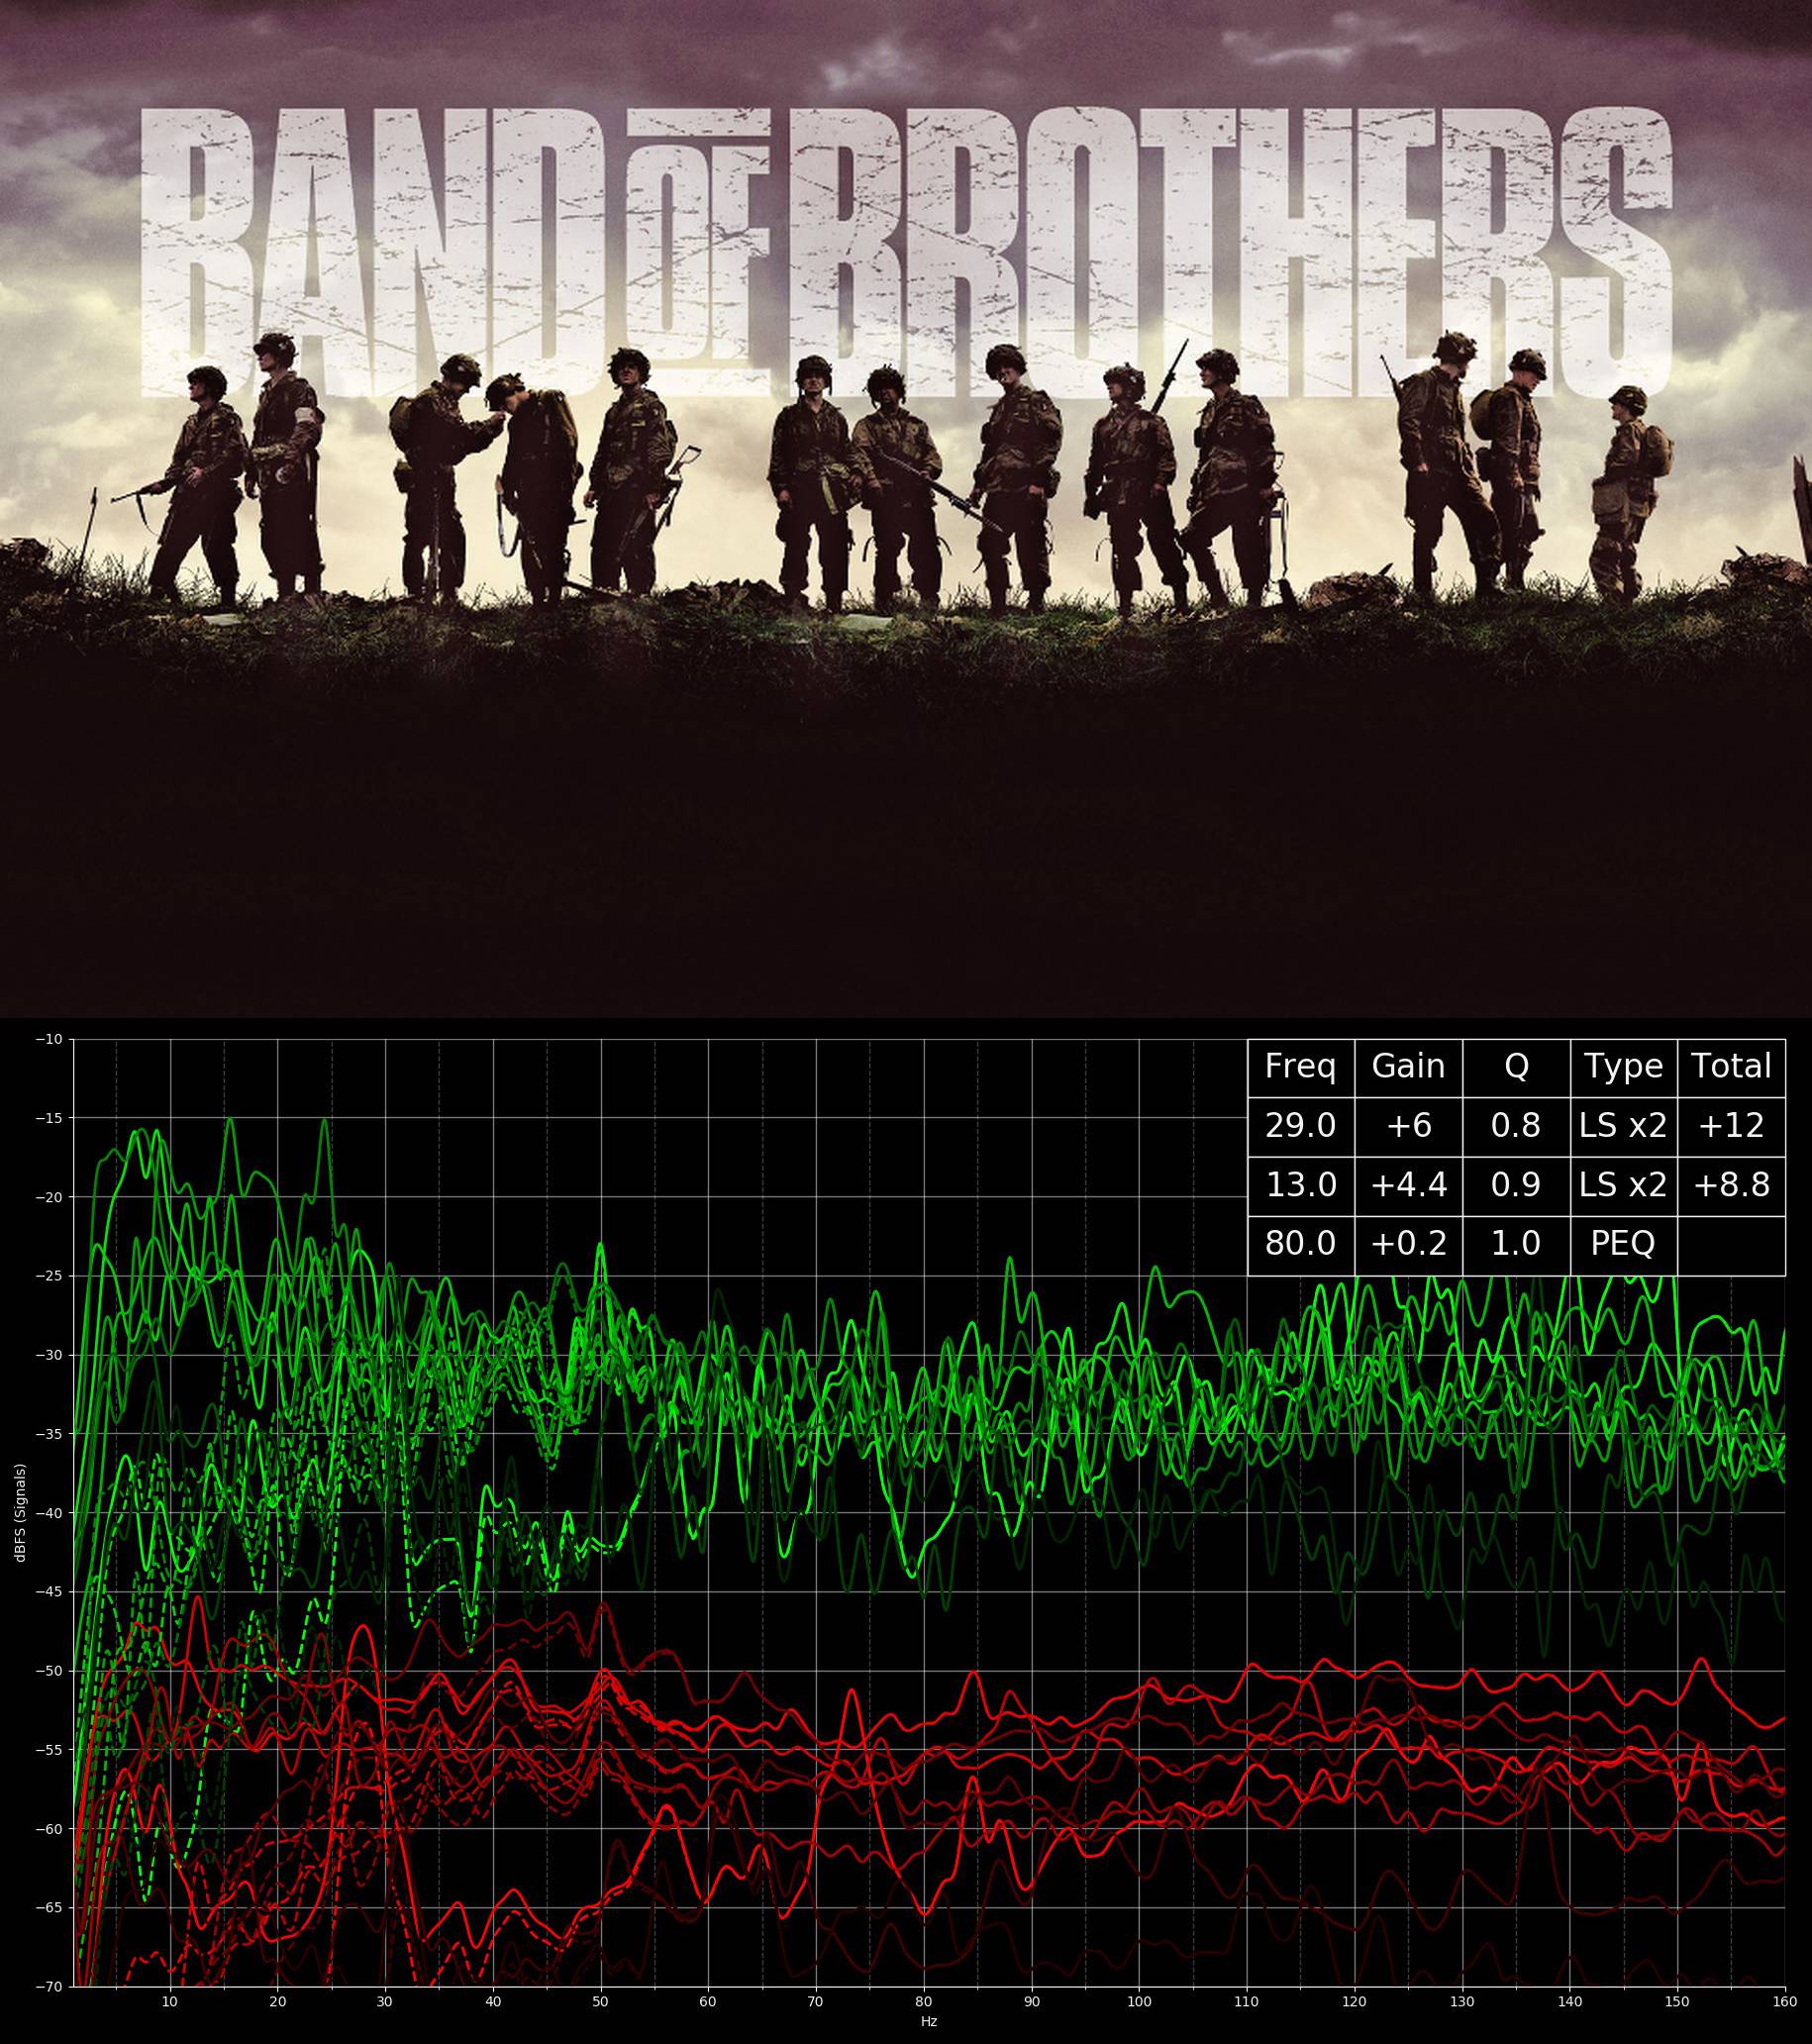 BAND OF BROTHERS
Freq Gain Q Type Total
29.0 +6 0.8 LS x2 +12
13.0 +4.4 0.9 LS x2 +8.8
80.0 +0.2 1.0 PEQ
−10
−15
−20
−25
−30
−35
−40
−45
−50
−55
−60
−65
−70
dBFS (Signals)
10 20 30 40 50 60 70 80 90 100 110 120 130 140 150 160
Hz